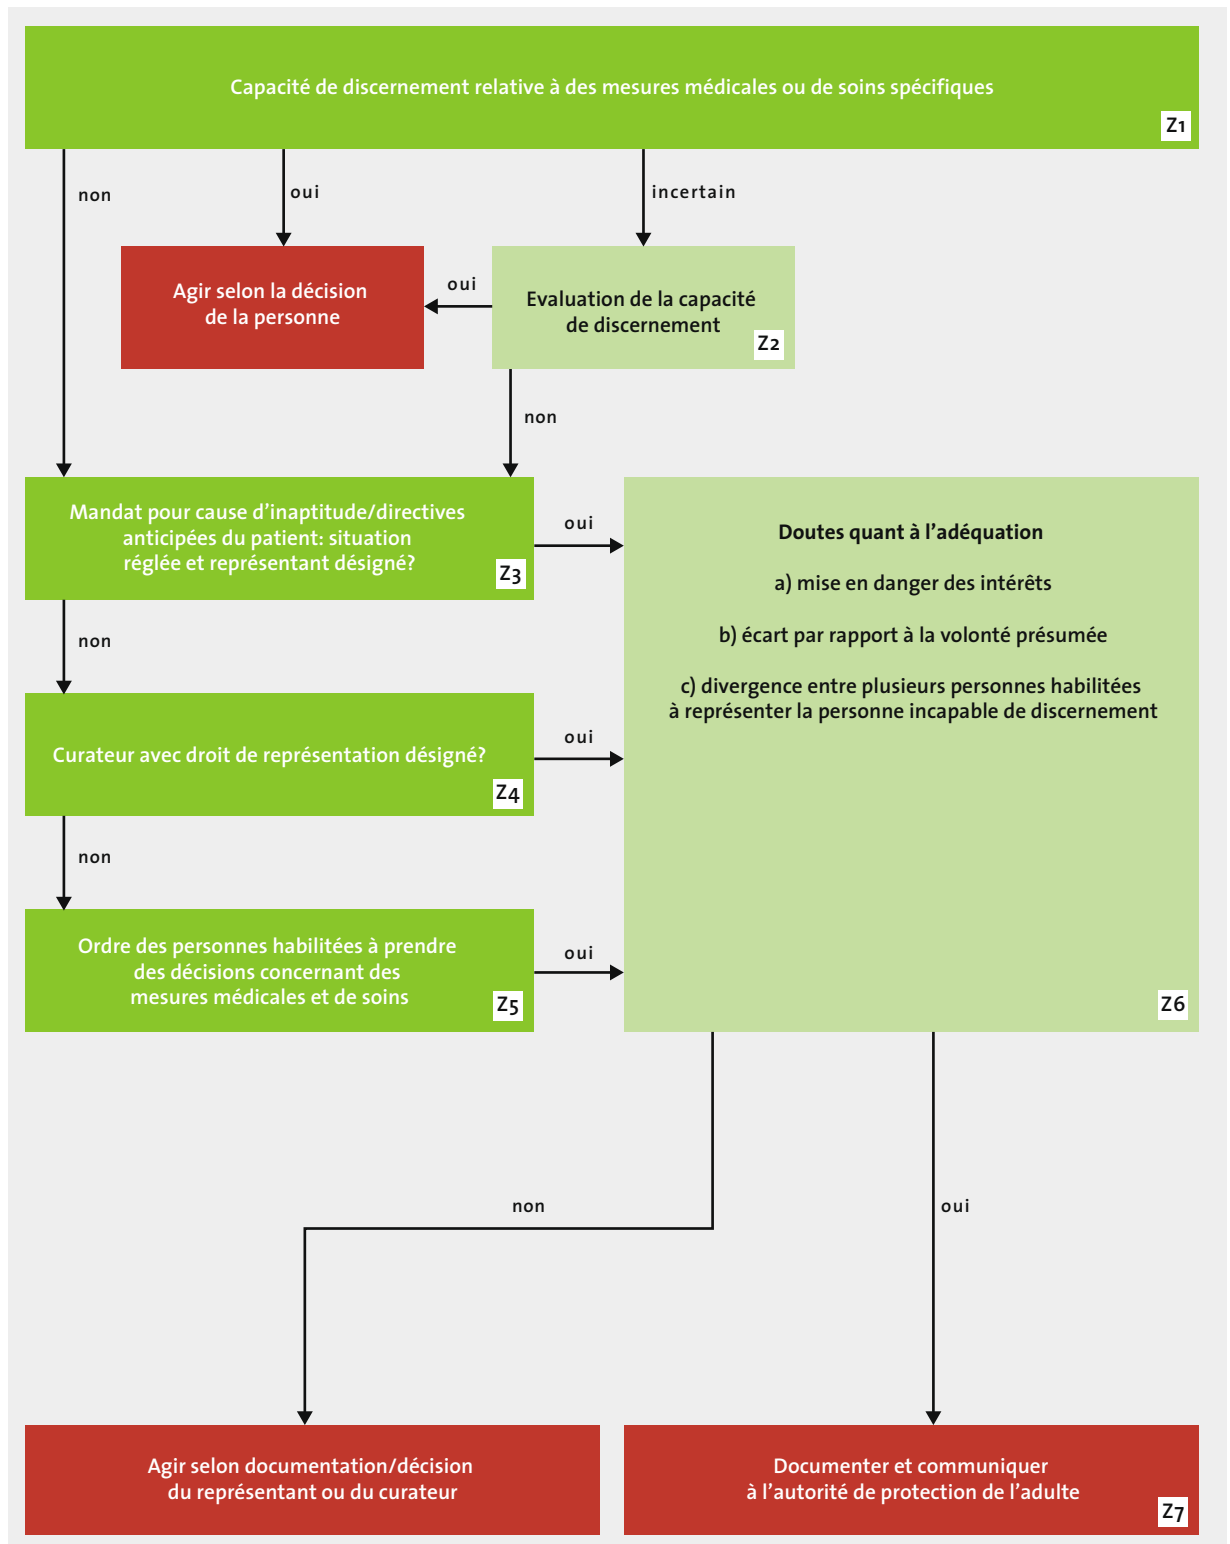 Capacité de discernement relative à des mesures médicales ou de soins spécifiques
Z1
non
oui
incertain
Agir selon la décision
de la personne
oui
Evaluation de la capacité
de discernement
Z2
non
Mandat pour cause d’inaptitude/directives
anticipées du patient: situation
réglée et représentant désigné?
Z3
oui
Doutes quant à l’adéquation
a) mise en danger des intérêts
b) écart par rapport à la volonté présumée
c) divergence entre plusieurs personnes habilitées
à représenter la personne incapable de discernement
Z6
non
Curateur avec droit de représentation désigné?
Z4
oui
non
Ordre des personnes habilitées à prendre
des décisions concernant des
mesures médicales et de soins
Z5
oui
non
oui
Agir selon documentation/décision
du représentant ou du curateur
Documenter et communiquer
à l’autorité de protection de l’adulte
Z7